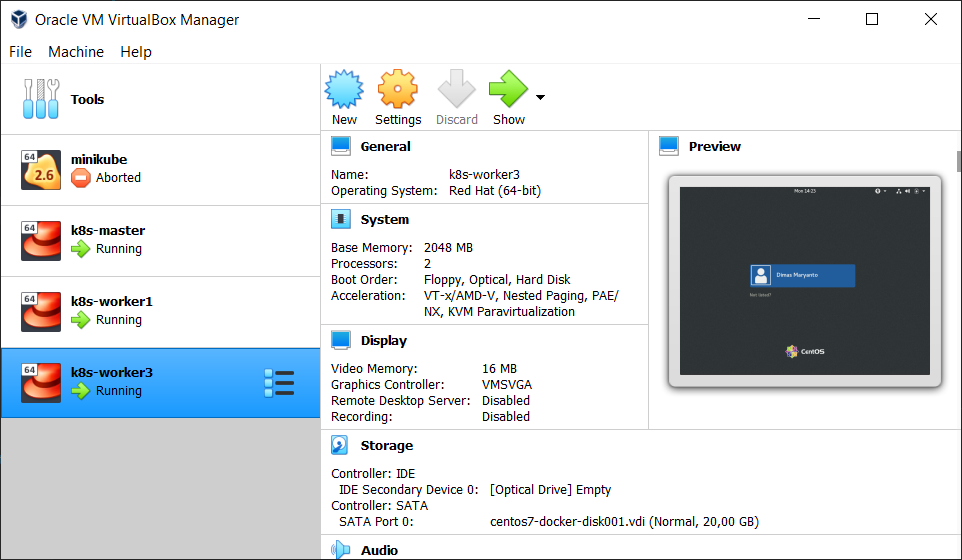 Oracle VM VirtualBox Manager
File Machine Help
Tools
New Settings Discard Show
64
2.6
minikube
Aborted
64
k8s-master
Running
64
k8s-worker1
Running
64
k8s-worker3
Running
General
Name: k8s-worker3
Operating System: Red Hat (64-bit)
System
Base Memory: 2048 MB
Processors: 2
Boot Order: Floppy, Optical, Hard Disk
Acceleration: VT-x/AMD-V, Nested Paging, PAE/
NX, KVM Paravirtualization
Display
Video Memory: 16 MB
Graphics Controller: VMSVGA
Remote Desktop Server: Disabled
Recording: Disabled
Preview
Mon 14:23
Dimas Maryanto
Not listed?
CentOS
Storage
Controller: IDE
IDE Secondary Device 0: [Optical Drive] Empty
Controller: SATA
SATA Port 0: centos7-docker-disk001.vdi (Normal, 20,00 GB)
Audio